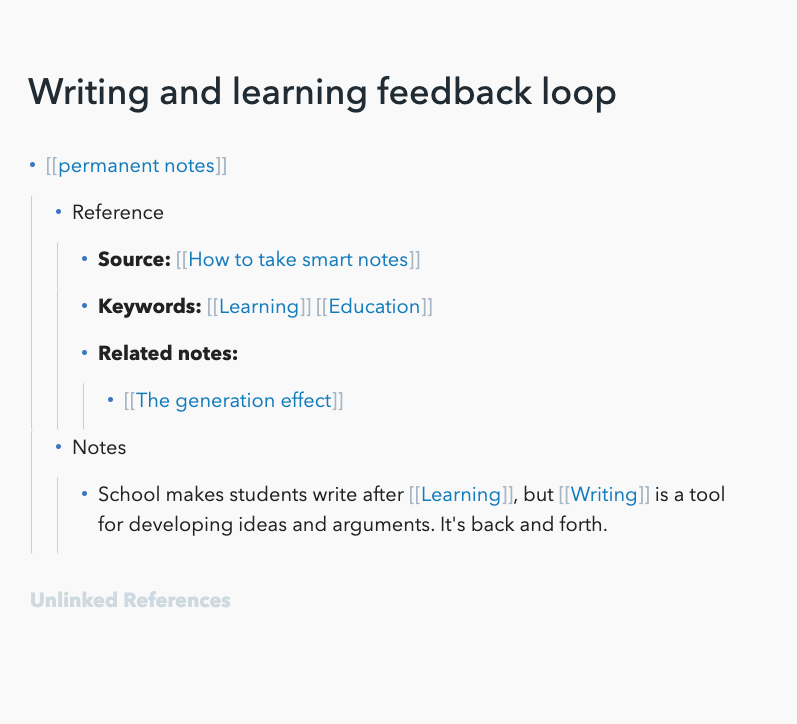 Writing and learning feedback loop
• [[permanent notes]]
• Reference
• Source: [[How to take smart notes]]
• Keywords: [[Learning]] [[Education]]
• Related notes:
• [[The generation effect]]
• Notes
• School makes students write after [[Learning]], but [[Writing]] is a tool
for developing ideas and arguments. It's back and forth.
Unlinked References